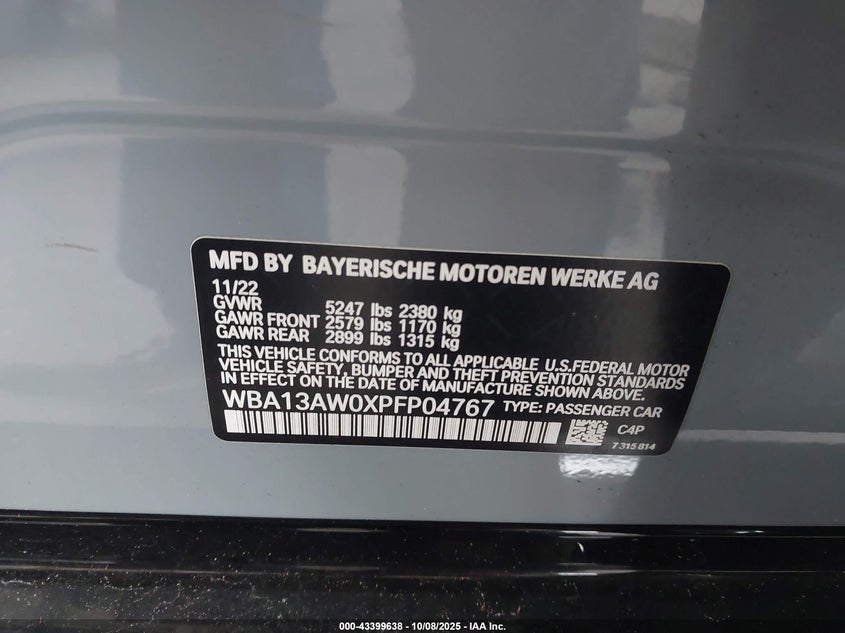 MFD BY BAYERISCHE MOTOREN WERKE AG
11/22
GVWR 5247 lbs 2380 kg
GAWR FRONT 2579 lbs 1170 kg
GAWR REAR 2899 lbs 1315 kg
THIS VEHICLE CONFORMS TO ALL APPLICABLE U.S.FEDERAL MOTOR
VEHICLE SAFETY, BUMPER AND THEFT PREVENTION STANDARDS
IN EFFECT ON THE DATE OF MANUFACTURE SHOWN ABOVE.
WBA13AW0XPFP04767 TYPE: PASSENGER CAR
C4P
7 315 814
000-43399638 - 10/08/2025 - IAA Inc.